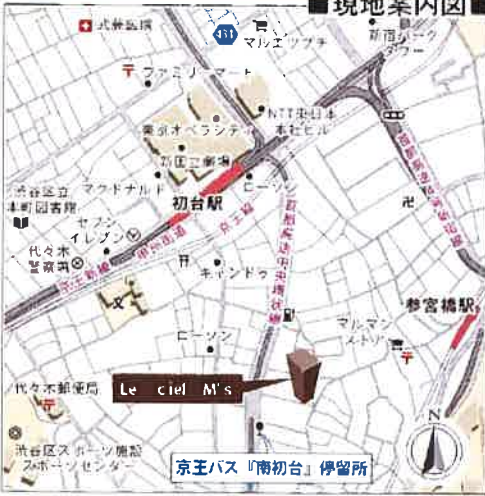 ■現地案内図■
431
マルエツプチ
新宿パーク
タワー
ファミリーマート
東京オペラシティ
NTT東日本
本社ビル
新国立劇場
渋谷区立
本町図書館
マクドナルド
ローソン
初台駅
セブン
イレブン
甲州街道
京王線
代々木
警察署
京王新線
キャンドゥ
首都高速中央環状線
参宮橋駅
ローソン
マルマン
ストア
Le ciel M's
代々木郵便局
渋谷区スポーツ施設
スポーツセンター
京王バス『南初台』停留所
N